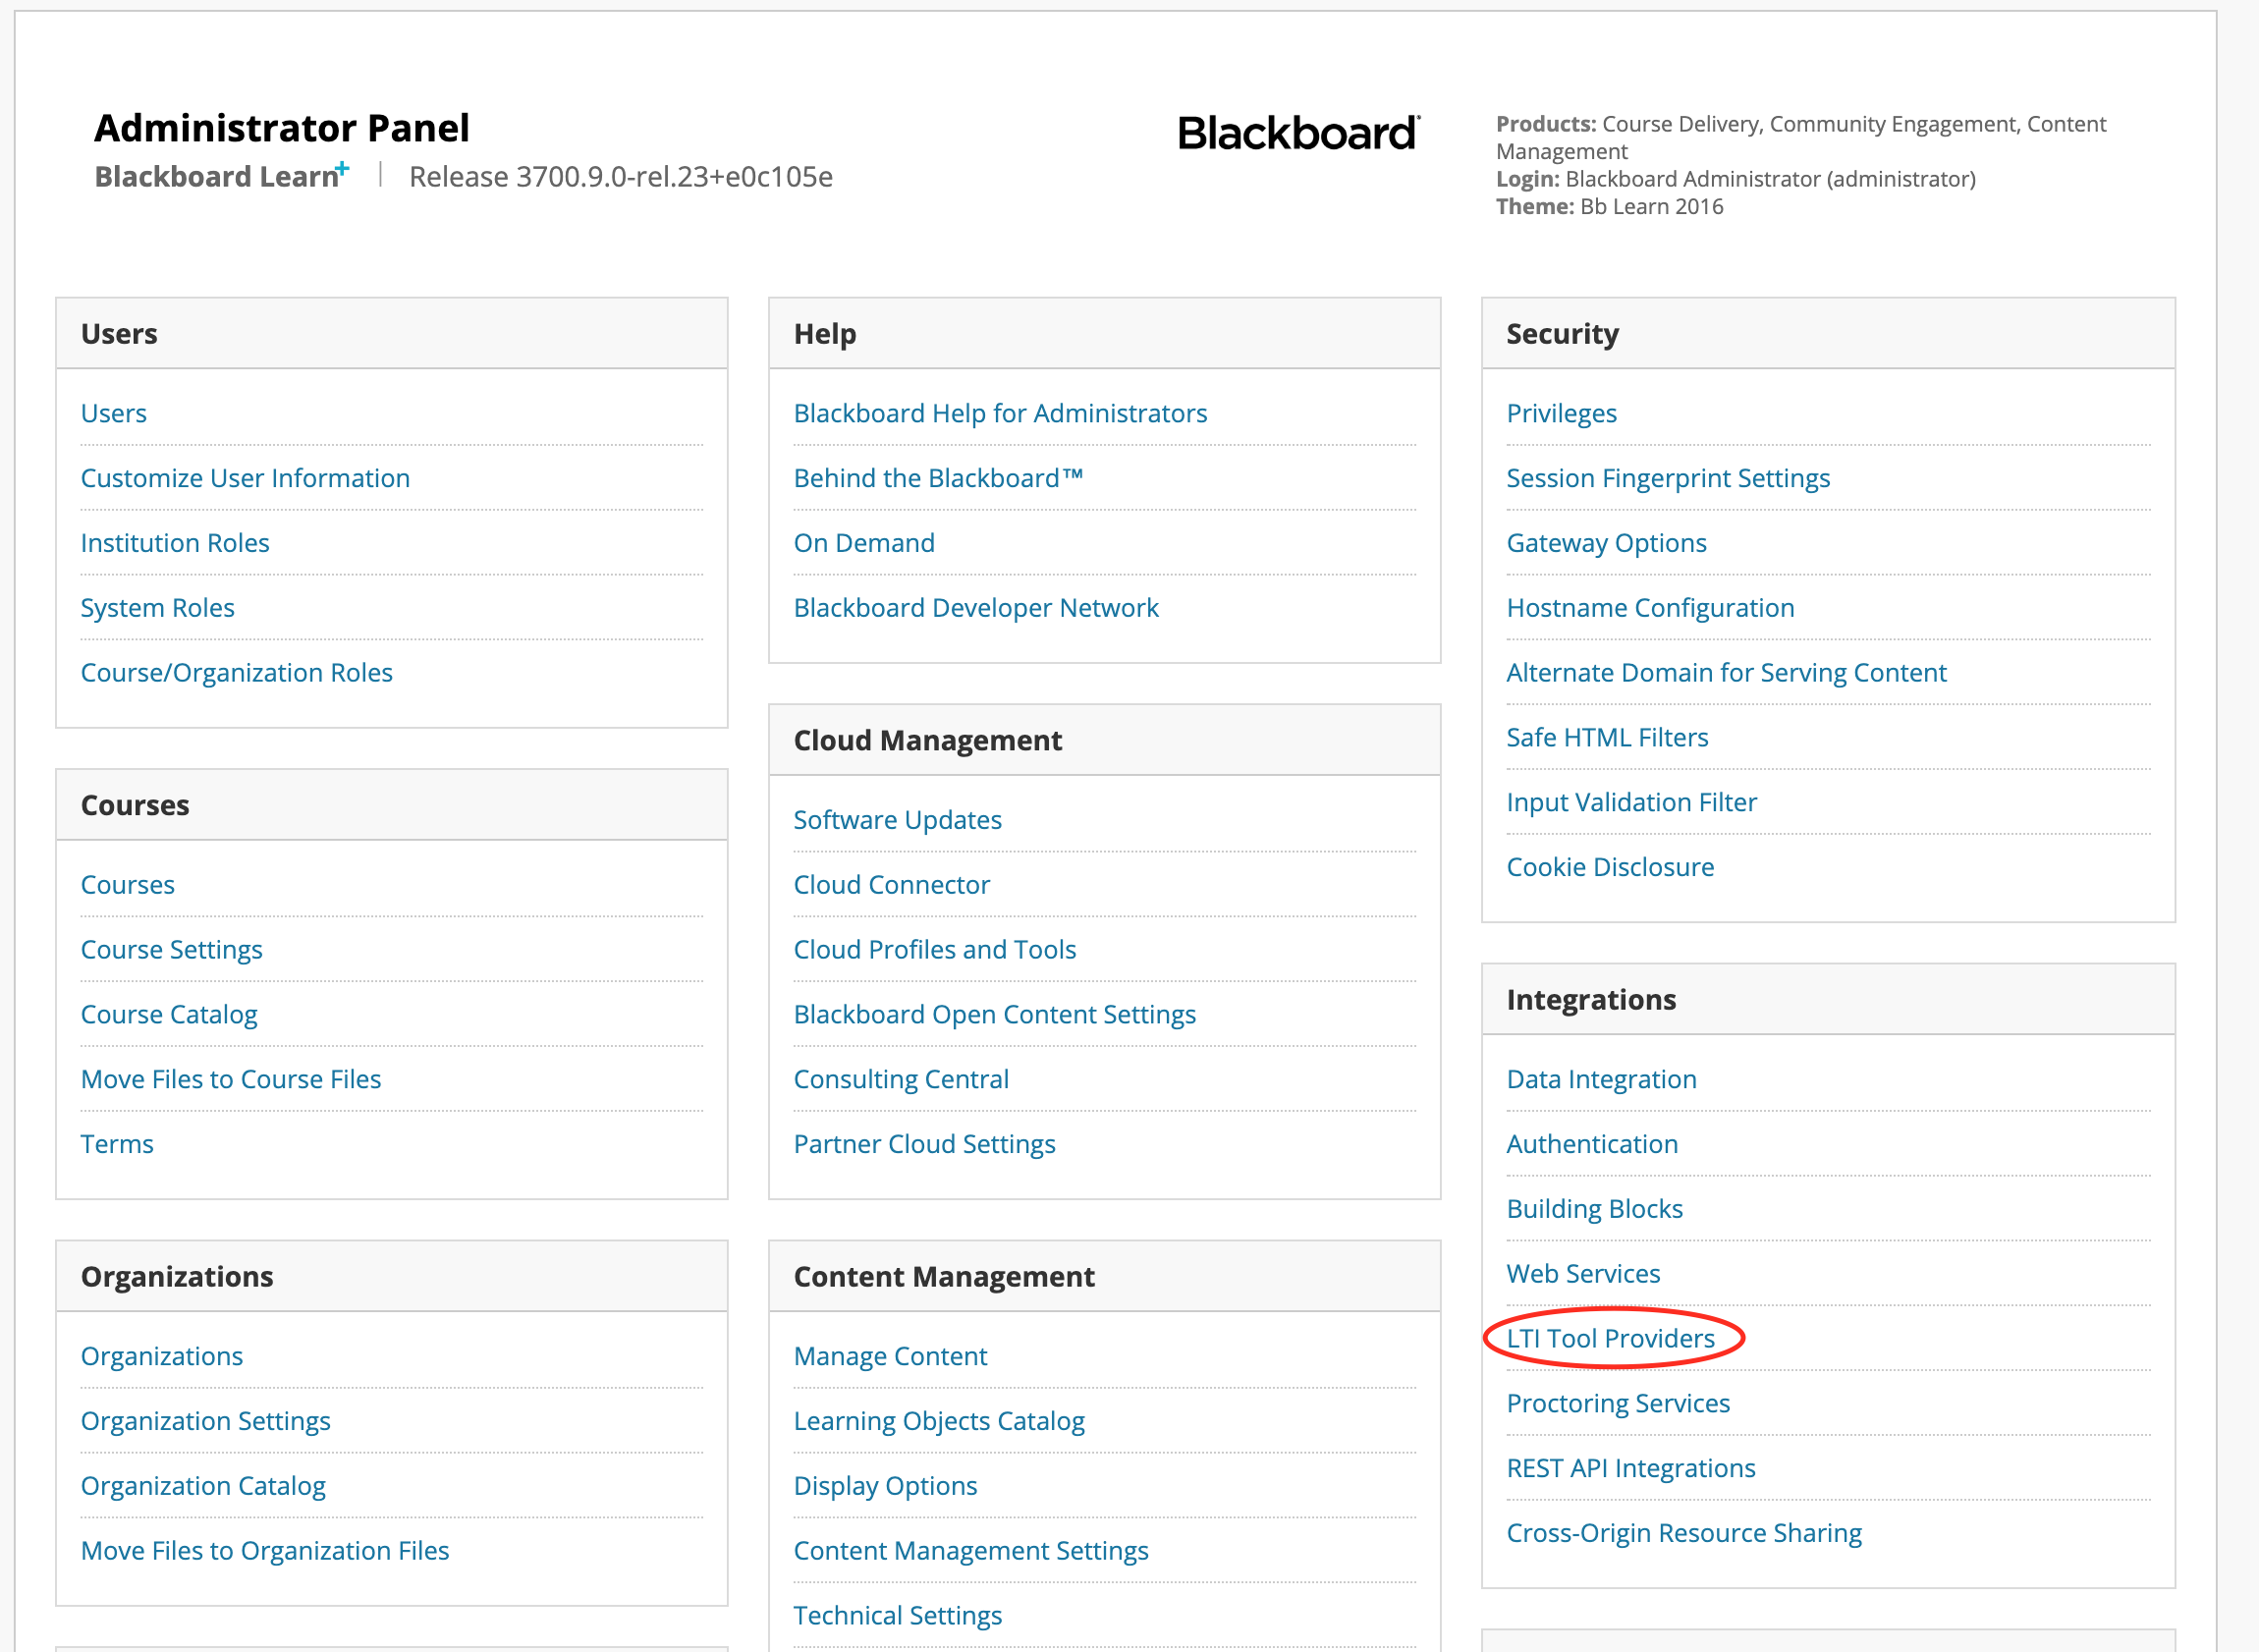 Administrator Panel
Blackboard Learn+ | Release 3700.9.0-rel.23+e0c105e
Blackboard
Products: Course Delivery, Community Engagement, Content
Management
Login: Blackboard Administrator (administrator)
Theme: Bb Learn 2016
Users
Users
Customize User Information
Institution Roles
System Roles
Course/Organization Roles
Courses
Courses
Course Settings
Course Catalog
Move Files to Course Files
Terms
Organizations
Organizations
Organization Settings
Organization Catalog
Move Files to Organization Files
Help
Blackboard Help for Administrators
Behind the Blackboard™
On Demand
Blackboard Developer Network
Cloud Management
Software Updates
Cloud Connector
Cloud Profiles and Tools
Blackboard Open Content Settings
Consulting Central
Partner Cloud Settings
Content Management
Manage Content
Learning Objects Catalog
Display Options
Content Management Settings
Technical Settings
Security
Privileges
Session Fingerprint Settings
Gateway Options
Hostname Configuration
Alternate Domain for Serving Content
Safe HTML Filters
Input Validation Filter
Cookie Disclosure
Integrations
Data Integration
Authentication
Building Blocks
Web Services
LTI Tool Providers
Proctoring Services
REST API Integrations
Cross-Origin Resource Sharing